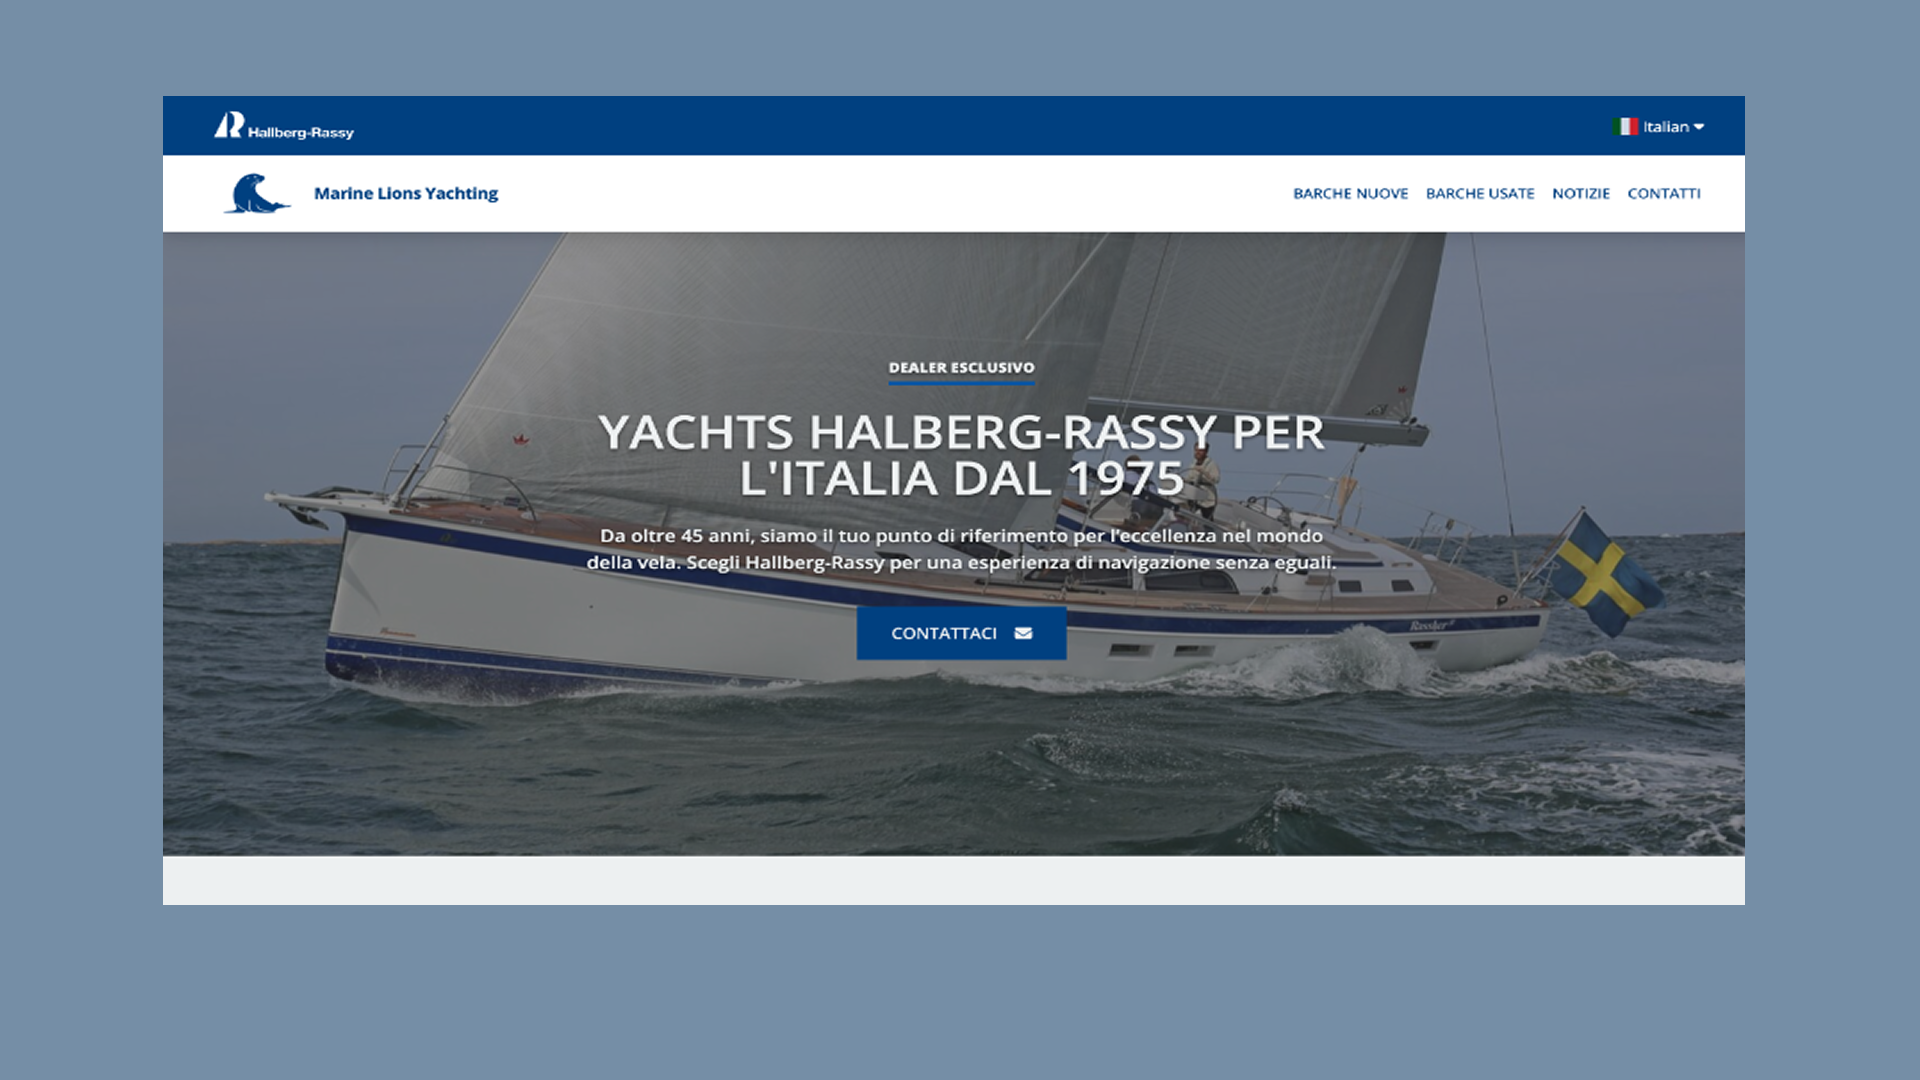 Hallberg-Rassy
Italian
Marine Lions Yachting
BARCHE NUOVE BARCHE USATE NOTIZIE CONTATTI
DEALER ESCLUSIVO
YACHTS HALBERG-RASSY PER
L'ITALIA DAL 1975
Da oltre 45 anni, siamo il tuo punto di riferimento per l'eccellenza nel mondo
della vela. Scegli Hallberg-Rassy per una esperienza di navigazione senza eguali.
CONTATTACI